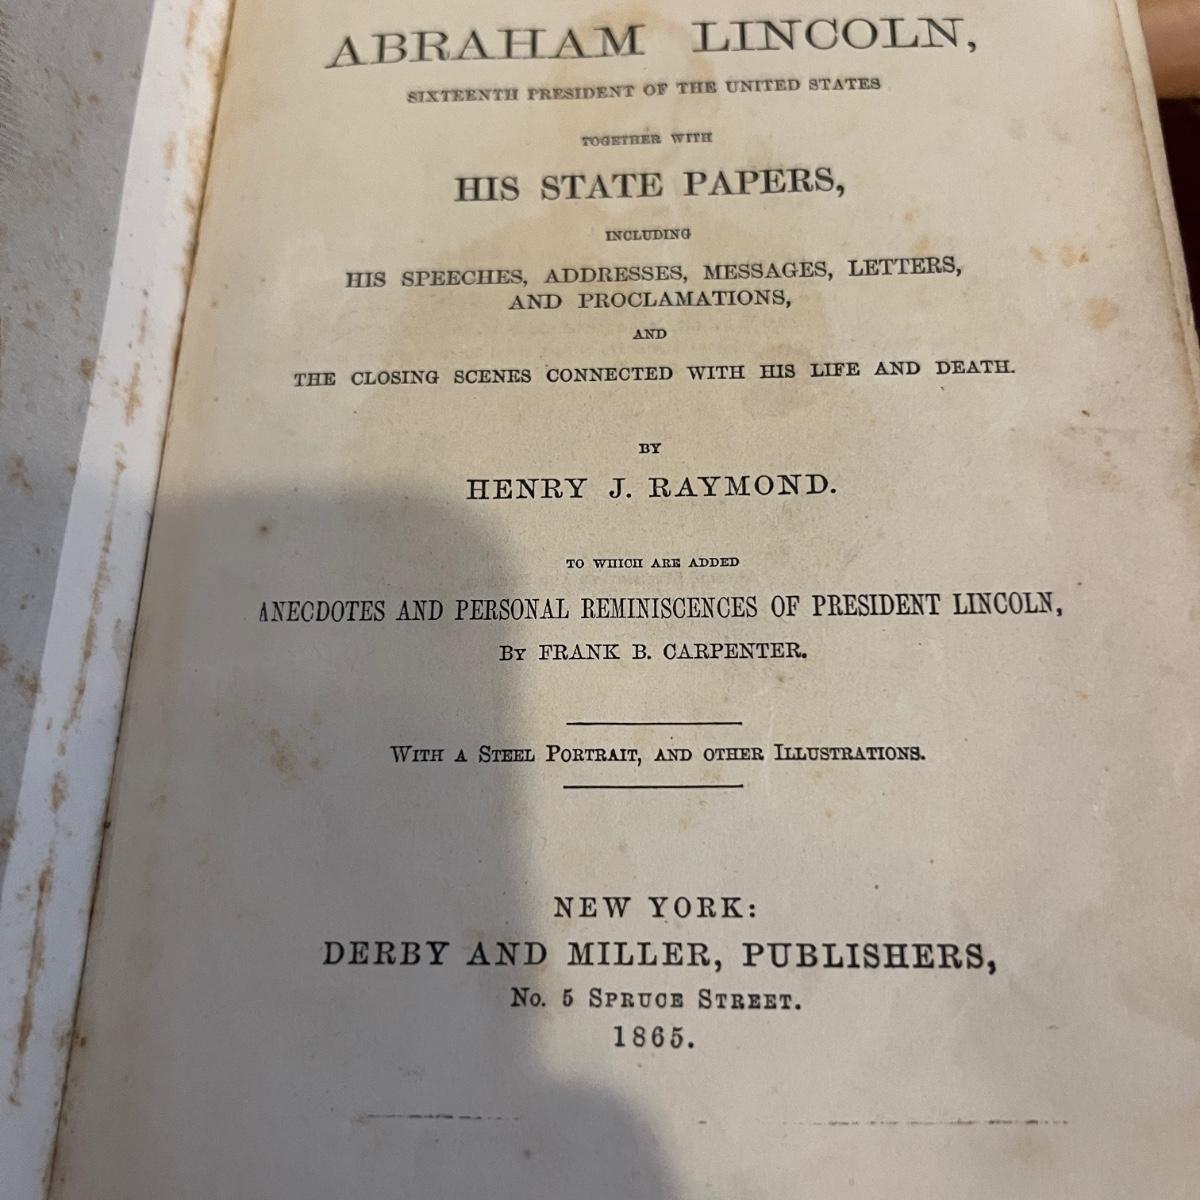 ABRAHAM LINCOLN,
SIXTEENTH PRESIDENT OF THE UNITED STATES
TOGETHER WITH
HIS STATE PAPERS,
INCLUDING
HIS SPEECHES, ADDRESSES, MESSAGES, LETTERS,
AND PROCLAMATIONS,
AND
THE CLOSING SCENES CONNECTED WITH HIS LIFE AND DEATH.
BY
HENRY J. RAYMOND.
TO WHICH ARE ADDED
ANECDOTES AND PERSONAL REMINISCENCES OF PRESIDENT LINCOLN,
BY FRANK B. CARPENTER.
WITH A STEEL PORTRAIT, AND OTHER ILLUSTRATIONS.
NEW YORK:
DERBY AND MILLER, PUBLISHERS,
No. 5 SPRUCE STREET.
1865.